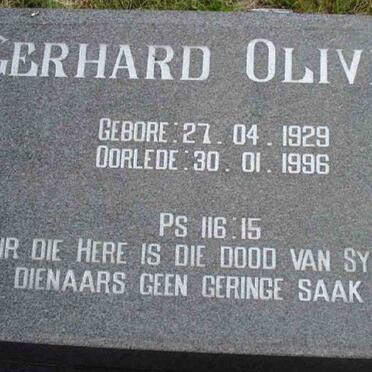 GERHARD OLIV
GEBORE: 27. 04. 1929
OORLEDE: 30. 01. 1996
PS 116:15
IR DIE HERE IS DIE DOOD VAN SY
DIENAARS GEEN GERINGE SAAK